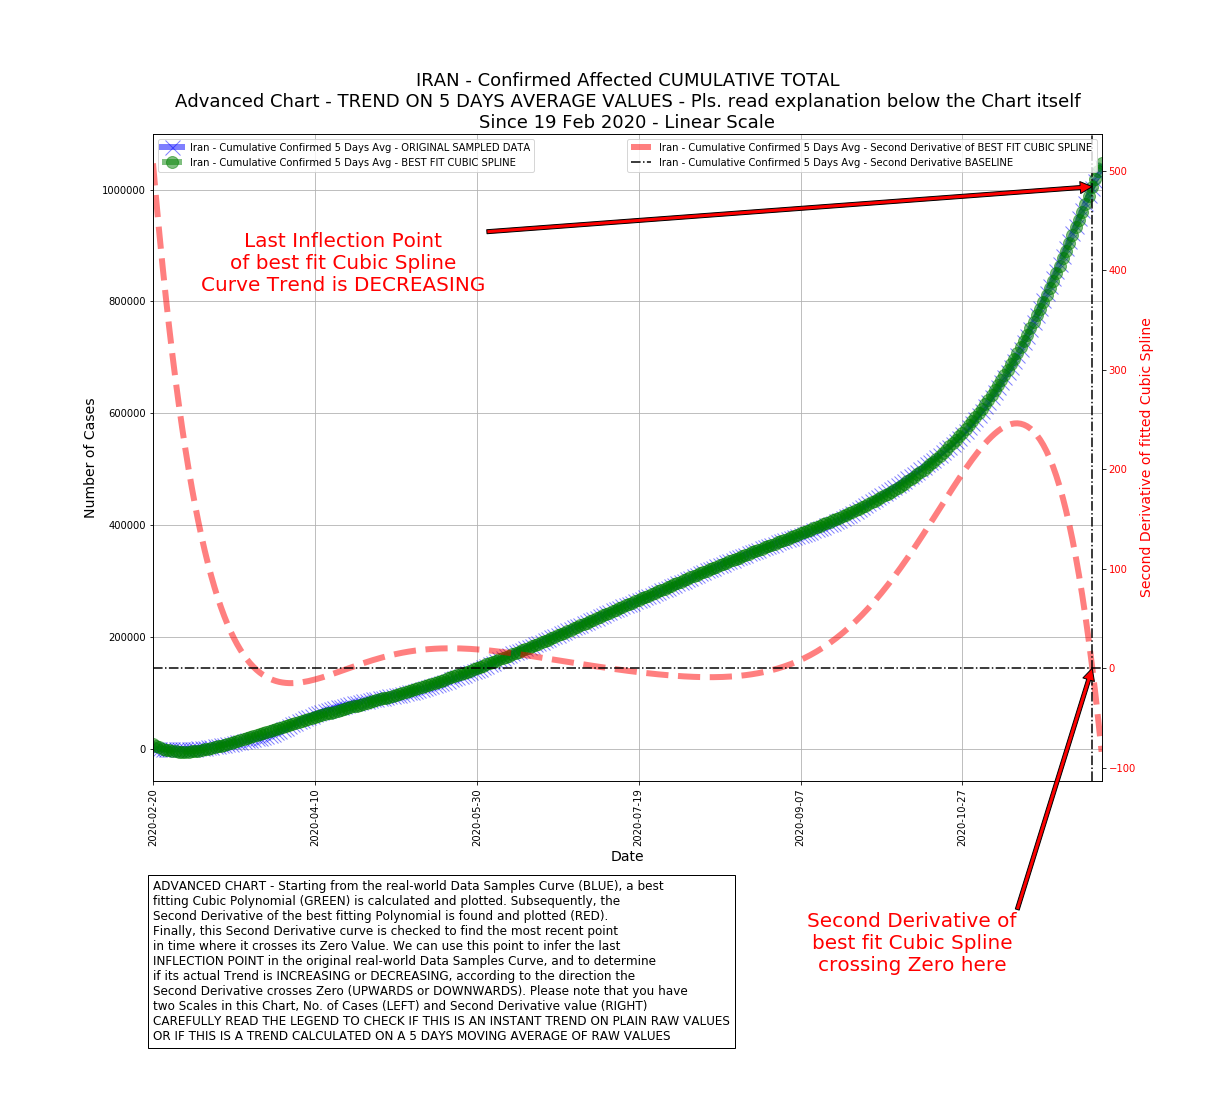 IRAN - Confirmed Affected CUMULATIVE TOTAL
Advanced Chart - TREND ON 5 DAYS AVERAGE VALUES - Pls. read explanation below the Chart itself
Since 19 Feb 2020 - Linear Scale
Iran - Cumulative Confirmed 5 Days Avg - ORIGINAL SAMPLED DATA
Iran - Cumulative Confirmed 5 Days Avg - BEST FIT CUBIC SPLINE
Iran - Cumulative Confirmed 5 Days Avg - Second Derivative of BEST FIT CUBIC SPLINE
Iran - Cumulative Confirmed 5 Days Avg - Second Derivative BASELINE
Last Inflection Point
of best fit Cubic Spline
Curve Trend is DECREASING
Number of Cases
1000000
800000
600000
400000
200000
0
500
400
300
200
100
0
−100
Second Derivative of fitted Cubic Spline
2020-02-20
2020-04-10
2020-05-30
2020-07-19
2020-09-07
2020-10-27
Date
ADVANCED CHART - Starting from the real-world Data Samples Curve (BLUE), a best
fitting Cubic Polynomial (GREEN) is calculated and plotted. Subsequently, the
Second Derivative of the best fitting Polynomial is found and plotted (RED).
Finally, this Second Derivative curve is checked to find the most recent point
in time where it crosses its Zero Value. We can use this point to infer the last
INFLECTION POINT in the original real-world Data Samples Curve, and to determine
if its actual Trend is INCREASING or DECREASING, according to the direction the
Second Derivative crosses Zero (UPWARDS or DOWNWARDS). Please note that you have
two Scales in this Chart, No. of Cases (LEFT) and Second Derivative value (RIGHT)
CAREFULLY READ THE LEGEND TO CHECK IF THIS IS AN INSTANT TREND ON PLAIN RAW VALUES
OR IF THIS IS A TREND CALCULATED ON A 5 DAYS MOVING AVERAGE OF RAW VALUES
Second Derivative of
best fit Cubic Spline
crossing Zero here